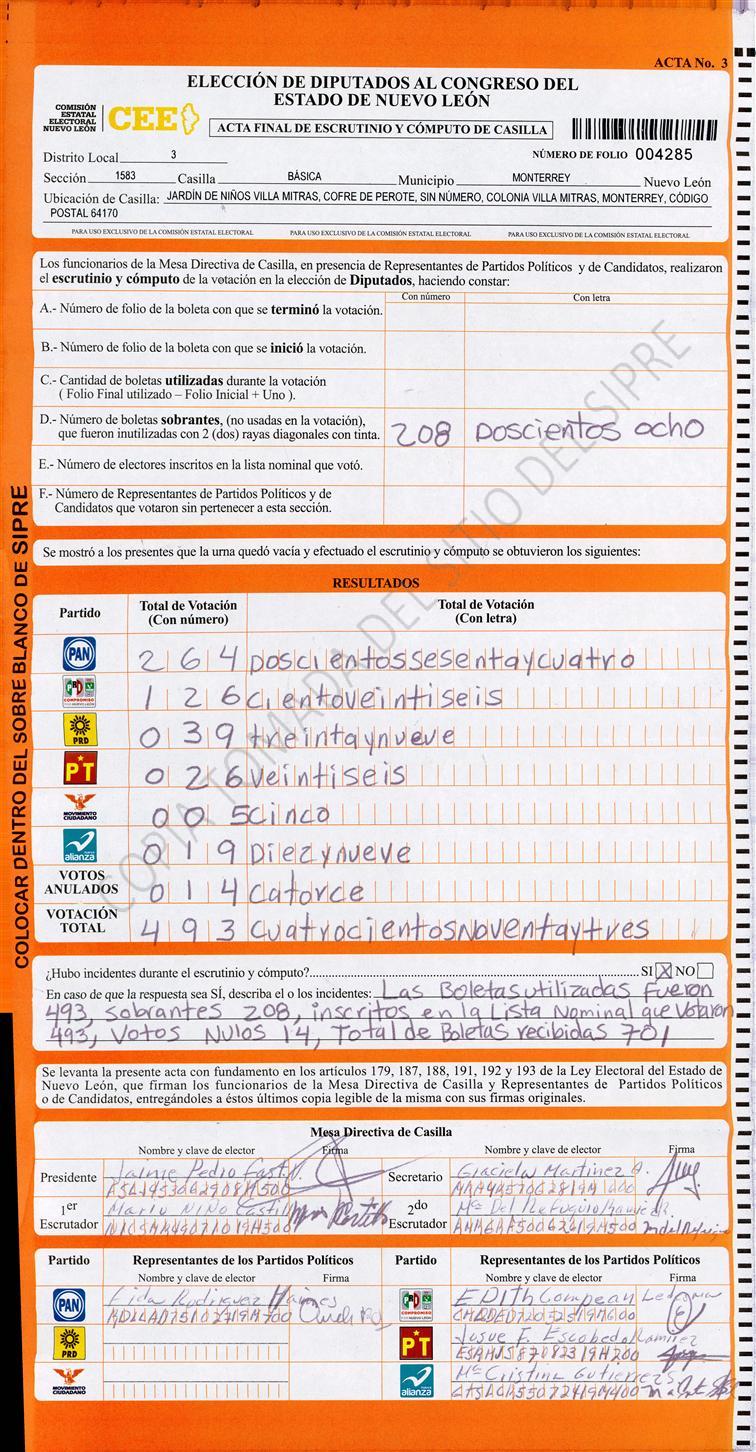 ACTA No. 3
ELECCIÓN DE DIPUTADOS AL CONGRESO DEL
ESTADO DE NUEVO LEÓN
COMISIÓN
ESTATAL
ELECTORAL
NUEVO LEÓN
CEE
ACTA FINAL DE ESCRUTINIO Y CÓMPUTO DE CASILLA
Distrito Local 3
NÚMERO DE FOLIO 004285
Sección 1583 Casilla BÁSICA Municipio MONTERREY Nuevo León
Ubicación de Casilla: JARDÍN DE NIÑOS VILLA MITRAS, COFRE DE PEROTE, SIN NÚMERO, COLONIA VILLA MITRAS, MONTERREY, CÓDIGO
POSTAL 64170
PARA USO EXCLUSIVO DE LA COMISIÓN ESTATAL ELECTORAL PARA USO EXCLUSIVO DE LA COMISIÓN ESTATAL ELECTORAL PARA USO EXCLUSIVO DE LA COMISIÓN ESTATAL ELECTORAL
Los funcionarios de la Mesa Directiva de Casilla, en presencia de Representantes de Partidos Políticos y de Candidatos, realizaron
el escrutinio y cómputo de la votación en la elección de Diputados, haciendo constar:
Con número Con letra
A.- Número de folio de la boleta con que se terminó la votación.
B.- Número de folio de la boleta con que se inició la votación.
C.- Cantidad de boletas utilizadas durante la votación
( Folio Final utilizado – Folio Inicial + Uno ).
D.- Número de boletas sobrantes, (no usadas en la votación),
que fueron inutilizadas con 2 (dos) rayas diagonales con tinta. 208 Doscientos ocho
E.- Número de electores inscritos en la lista nominal que votó.
F.- Número de Representantes de Partidos Políticos y de
Candidatos que votaron sin pertenecer a esta sección.
COLOCAR DENTRO DEL SOBRE BLANCO DE SIPRE
COPIA TOMADA DEL SITIO DEL SIPRE
Se mostró a los presentes que la urna quedó vacía y efectuado el escrutinio y cómputo se obtuvieron los siguientes:
RESULTADOS
Partido Total de Votación (Con número) Total de Votación (Con letra)
PAN 264 Doscientossesentaycuatro
COMPROMISO POR NUEVO LEÓN 126 cientoveintiseis
PRD 039 treintaynueve
PT 026 veintiseis
MOVIMIENTO CIUDADANO 005 cinco
nueva alianza 019 Diezynueve
VOTOS ANULADOS 014 catorce
VOTACIÓN TOTAL 493 cuatrocientosNoventaytres
¿Hubo incidentes durante el escrutinio y cómputo? SI X NO
En caso de que la respuesta sea SÍ, describa el o los incidentes: Las Boletas utilizadas fueron
493, sobrantes 208, inscritos en la Lista Nominal que Votaron
493, Votos Nulos 14, Total de Boletas recibidas 701
Se levanta la presente acta con fundamento en los artículos 179, 187, 188, 191, 192 y 193 de la Ley Electoral del Estado de
Nuevo León, que firman los funcionarios de la Mesa Directiva de Casilla y Representantes de Partidos Políticos
o de Candidatos, entregándoles a éstos últimos copia legible de la misma con sus firmas originales.
Mesa Directiva de Casilla
Nombre y clave de elector Firma Nombre y clave de elector Firma
Presidente Jaime Pedro Secretario Graciela Martinez
1er Escrutador Mario Niño 2do Escrutador Ma Del Refugio
Partido Representantes de los Partidos Políticos Partido Representantes de los Partidos Políticos
Nombre y clave de elector Firma Nombre y clave de elector Firma
PAN Rodriguez
COMPROMISO POR NUEVO LEÓN EDith Compean
PRD
PT Josue F. Escobedo Ramirez
MOVIMIENTO CIUDADANO
nueva alianza Ma Cristina Gutierrez